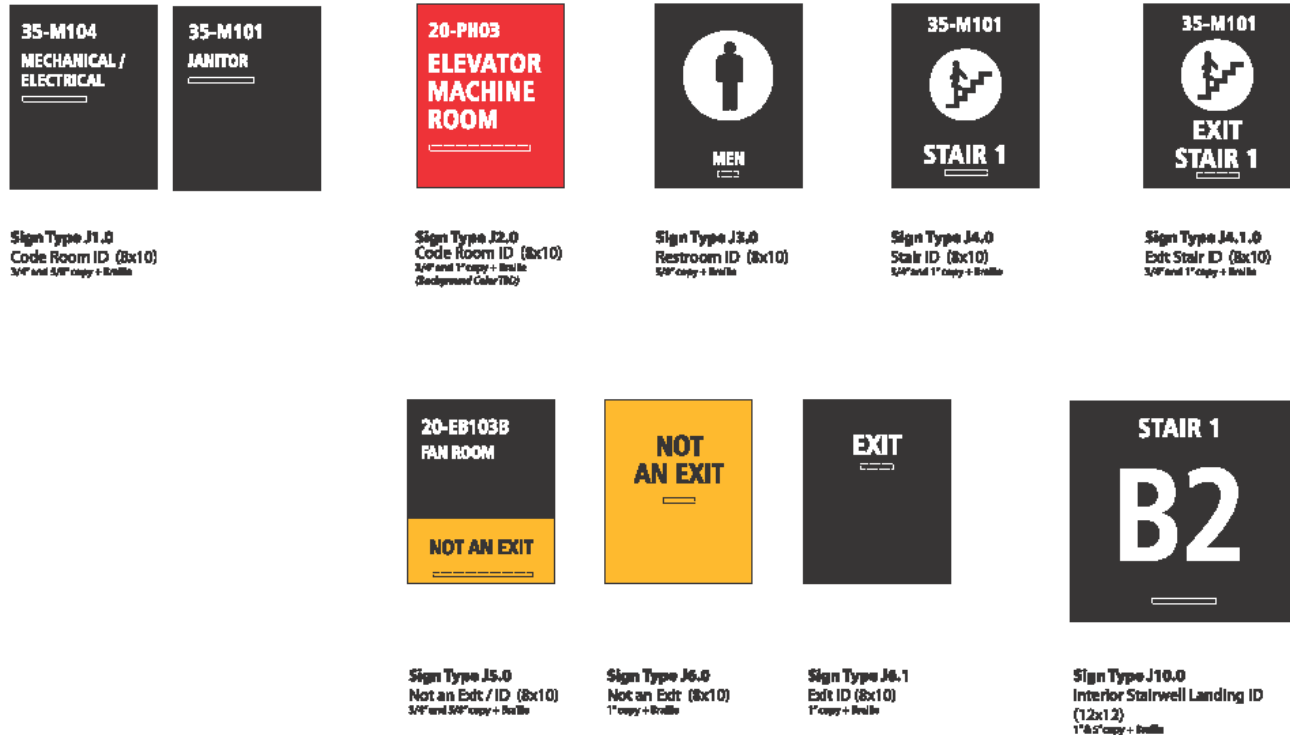 35-M104
MECHANICAL /
ELECTRICAL
35-M101
JANITOR
20-PH03
ELEVATOR
MACHINE
ROOM
MEN
35-M101
STAIR 1
35-M101
EXIT
STAIR 1
Sign Type J1.0
Code Room ID (8x10)
3/4" and 5/8" copy + Braille
Sign Type J2.0
Code Room ID (8x10)
3/4" and 1" copy + Braille
(Background Color TBD)
Sign Type J3.0
Restroom ID (8x10)
5/8" copy + Braille
Sign Type J4.0
Stair ID (8x10)
3/4" and 1" copy + Braille
Sign Type J4.1.0
Exit Stair ID (8x10)
3/4" and 1" copy + Braille
20-EB103B
FAN ROOM
NOT AN EXIT
NOT
AN EXIT
EXIT
STAIR 1
B2
Sign Type J5.0
Not an Exit / ID (8x10)
3/4" and 5/8" copy + Braille
Sign Type J6.0
Not an Exit (8x10)
1" copy + Braille
Sign Type J6.1
Exit ID (8x10)
1" copy + Braille
Sign Type J10.0
Interior Stairwell Landing ID
(12x12)
1" & 5" copy + Braille